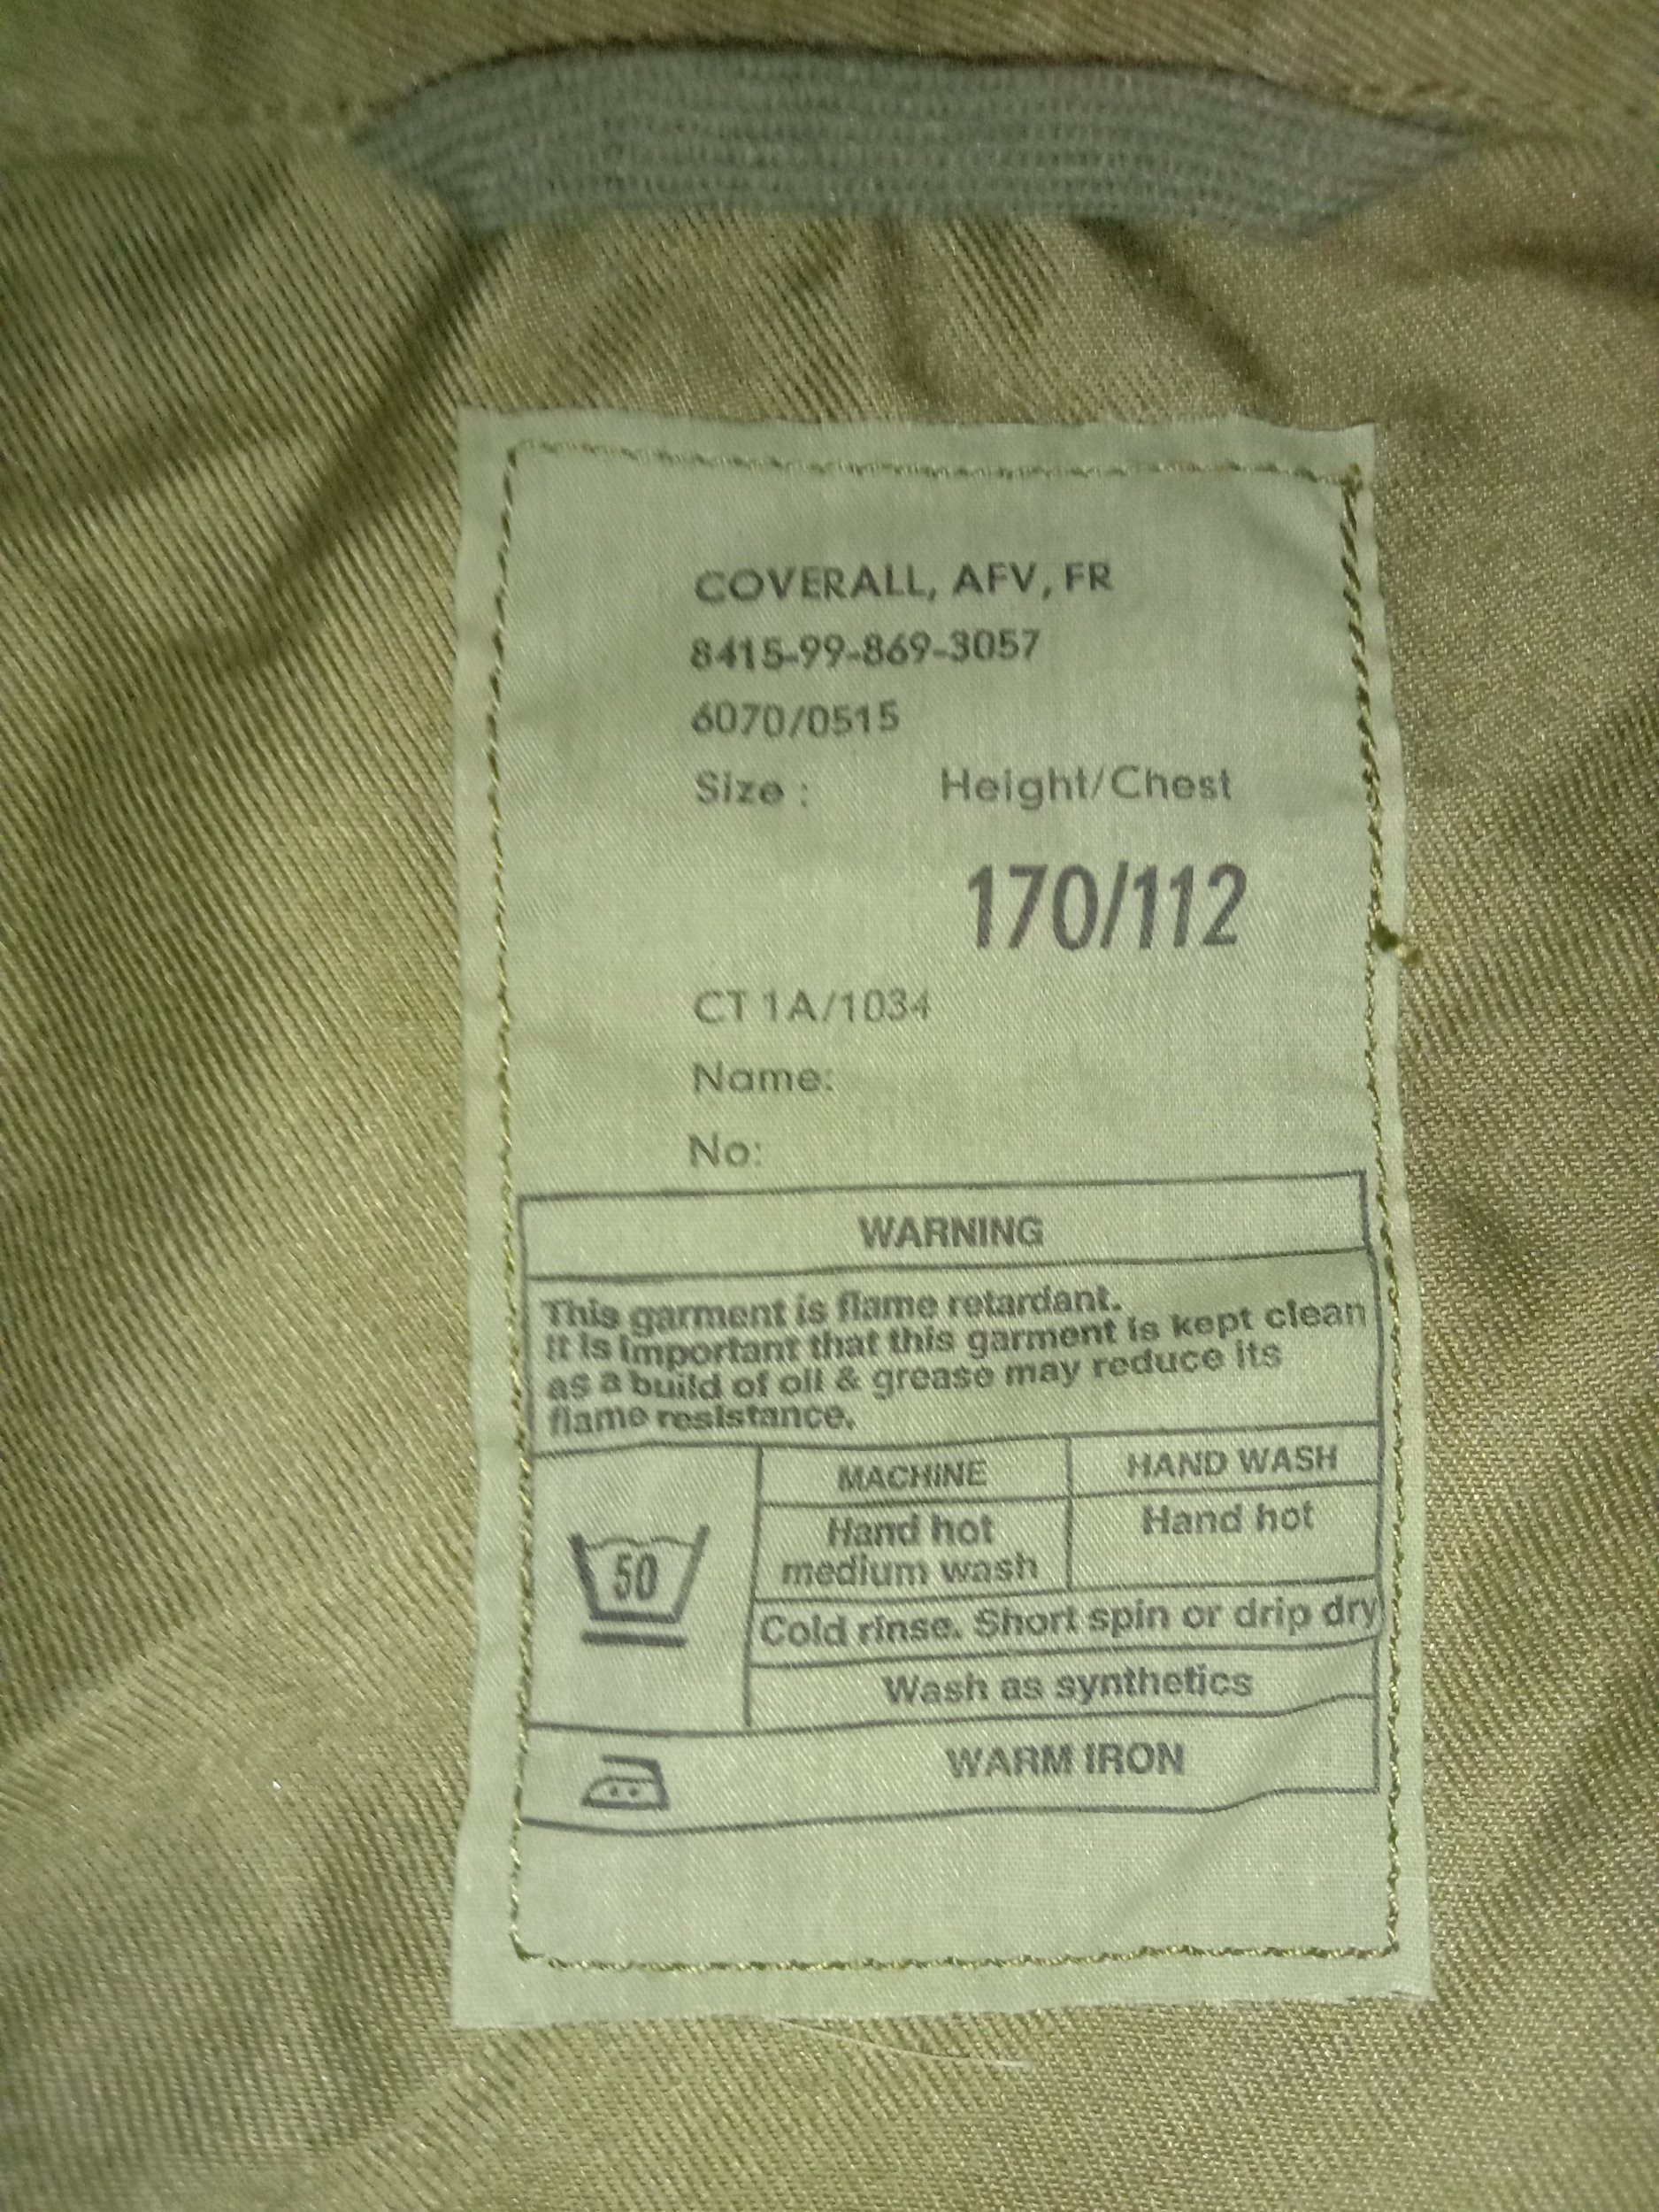 COVERALL, AFV, FR
8415-99-869-3057
6070/0515
Size : Height/Chest
170/112
CT 1A/1034
Name:
No:
WARNING
This garment is flame retardant.
It is important that this garment is kept clean
as a build of oil & grease may reduce its
flame resistance.
MACHINE HAND WASH
Hand hot Hand hot
medium wash
50
Cold rinse. Short spin or drip dry
Wash as synthetics
WARM IRON